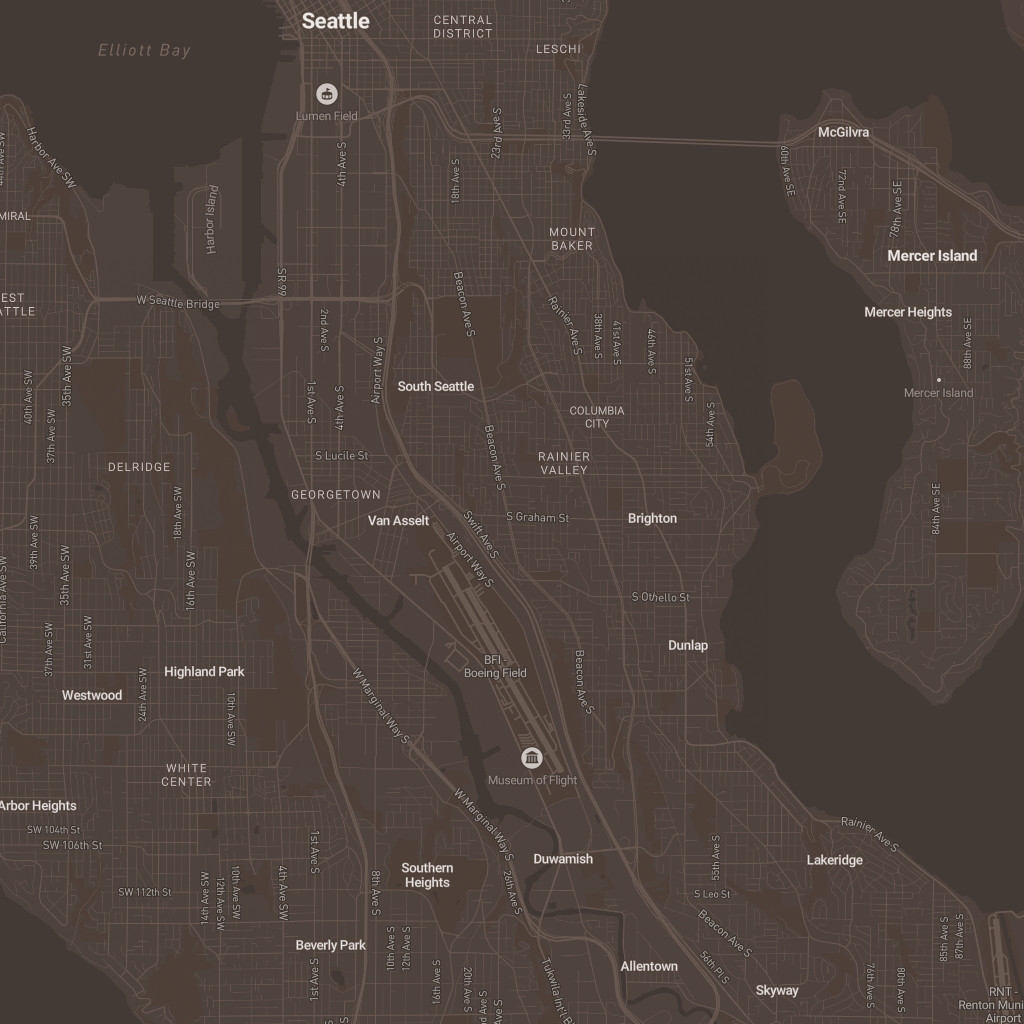 Seattle
CENTRAL
DISTRICT
Elliott Bay
LESCHI
Lumen Field
Lakeside Ave S
33rd Ave S
23rd Ave S
McGilvra
Harbor Ave SW
44th Ave SW
4th Ave S
18th Ave S
60th Ave SE
72nd Ave SE
78th Ave SE
Harbor Island
MIRAL
MOUNT
BAKER
Mercer Island
SR 99
EST
ATTLE
W Seattle Bridge
Beacon Ave S
Mercer Heights
2nd Ave S
Rainier Ave S
38th Ave S
41st Ave S
46th Ave S
88th Ave SE
35th Ave SW
Airport Way S
South Seattle
51st Ave S
Mercer Island
40th Ave SW
1st Ave S
4th Ave S
COLUMBIA
CITY
54th Ave S
37th Ave SW
S Lucile St
Beacon Ave S
RAINIER
VALLEY
DELRIDGE
GEORGETOWN
18th Ave SW
84th Ave SE
Van Asselt
S Graham St
Brighton
39th Ave SW
Swift Ave S
Airport Way S
35th Ave SW
16th Ave SW
California Ave SW
S Othello St
37th Ave SW
31st Ave SW
Dunlap
Highland Park
BFI -
Boeing Field
Beacon Ave S
Westwood
24th Ave SW
10th Ave SW
W Marginal Way S
WHITE
CENTER
Museum of Flight
Arbor Heights
SW 104th St
SW 106th St
W Marginal Way S
Rainier Ave S
1st Ave S
Duwamish
55th Ave S
Lakeridge
Southern
Heights
SW 112th St
14th Ave SW
12th Ave SW
10th Ave SW
4th Ave SW
8th Ave S
26th Ave S
S Leo St
Beverly Park
10th Ave S
12th Ave S
Beacon Ave S
85th Ave S
87th Ave S
Allentown
56th Pl S
1st Ave S
16th Ave S
20th Ave S
Tukwila Int'l B
Skyway
76th Ave S
80th Ave S
RNT -
Renton Muni
Airport